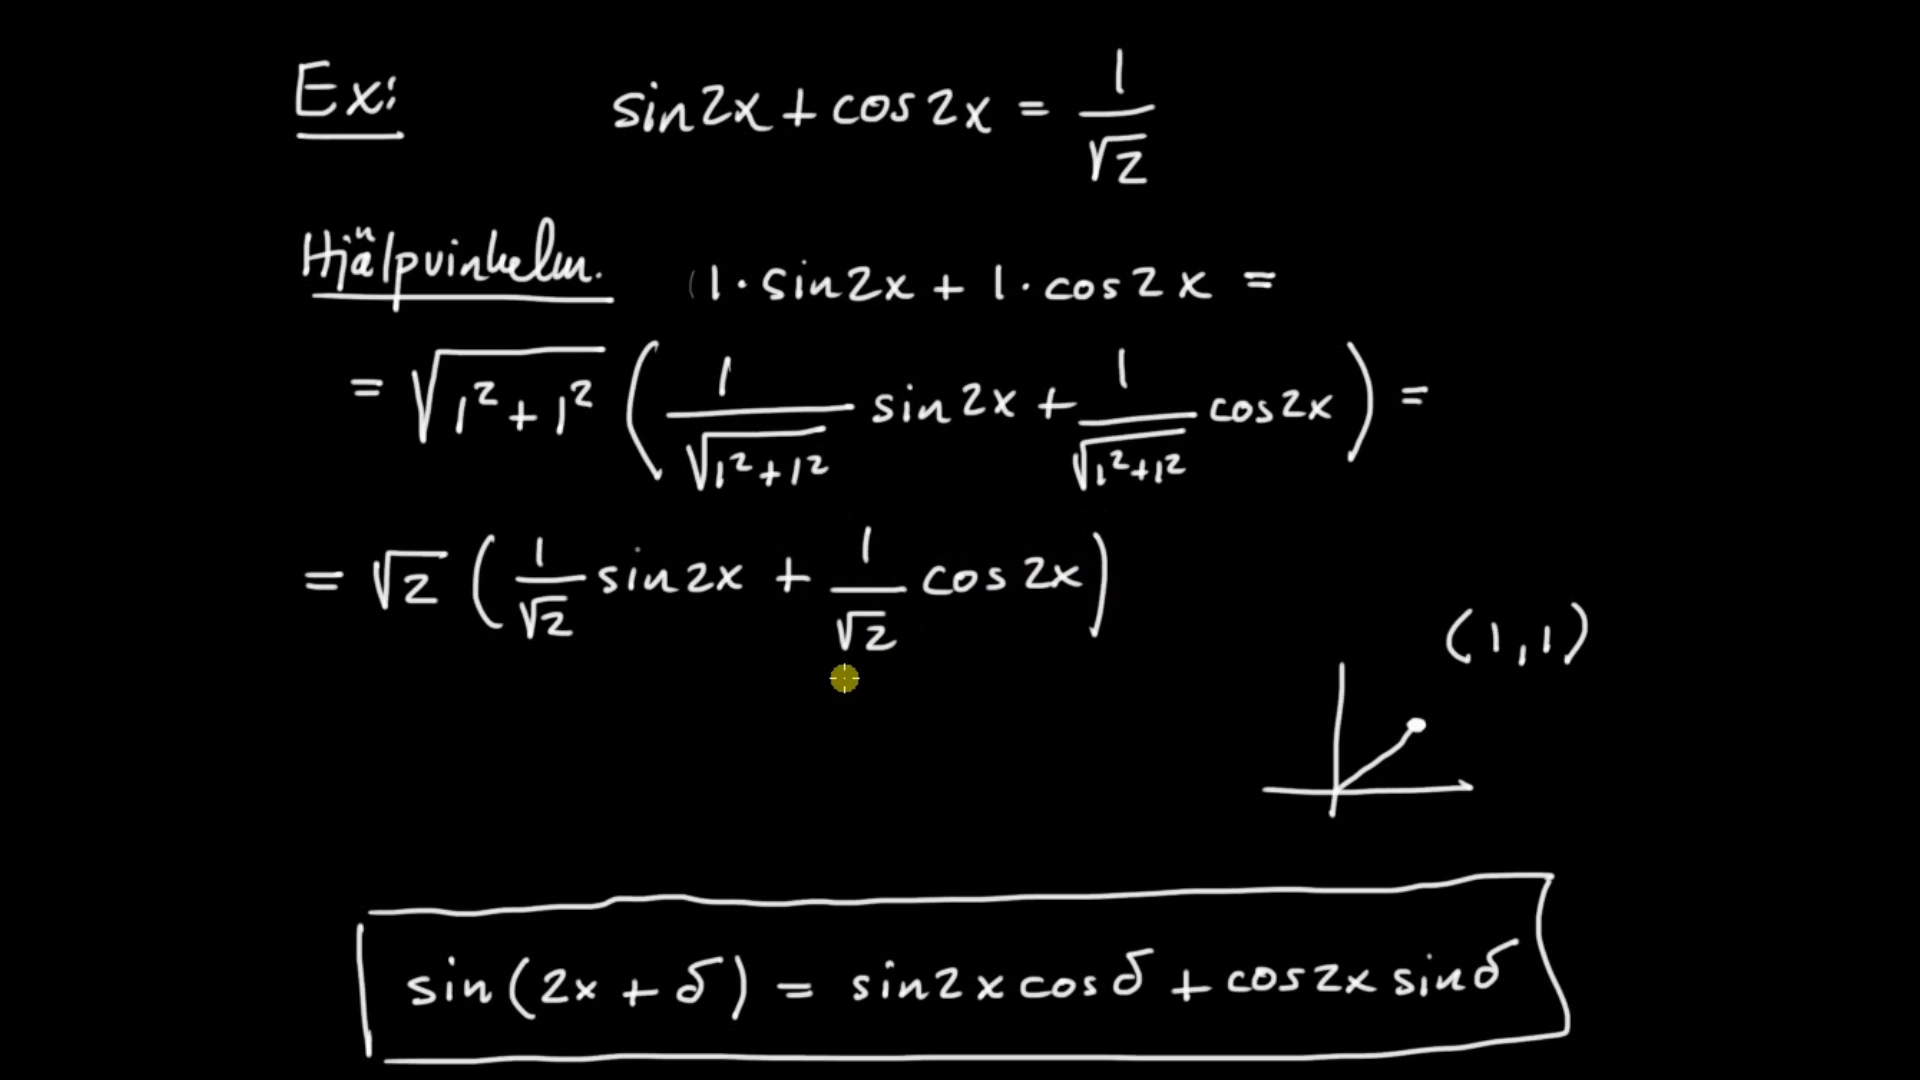 Ex: sin2x + cos2x = 1/√2
Hjälpvinkelm. 1·sin2x + 1·cos2x =
= √(1²+1²) (1/√(1²+1²) sin2x + 1/√(1²+1²) cos2x) =
= √2 (1/√2 sin2x + 1/√2 cos2x)
(1,1)
sin(2x + δ) = sin2x cosδ + cos2x sinδ